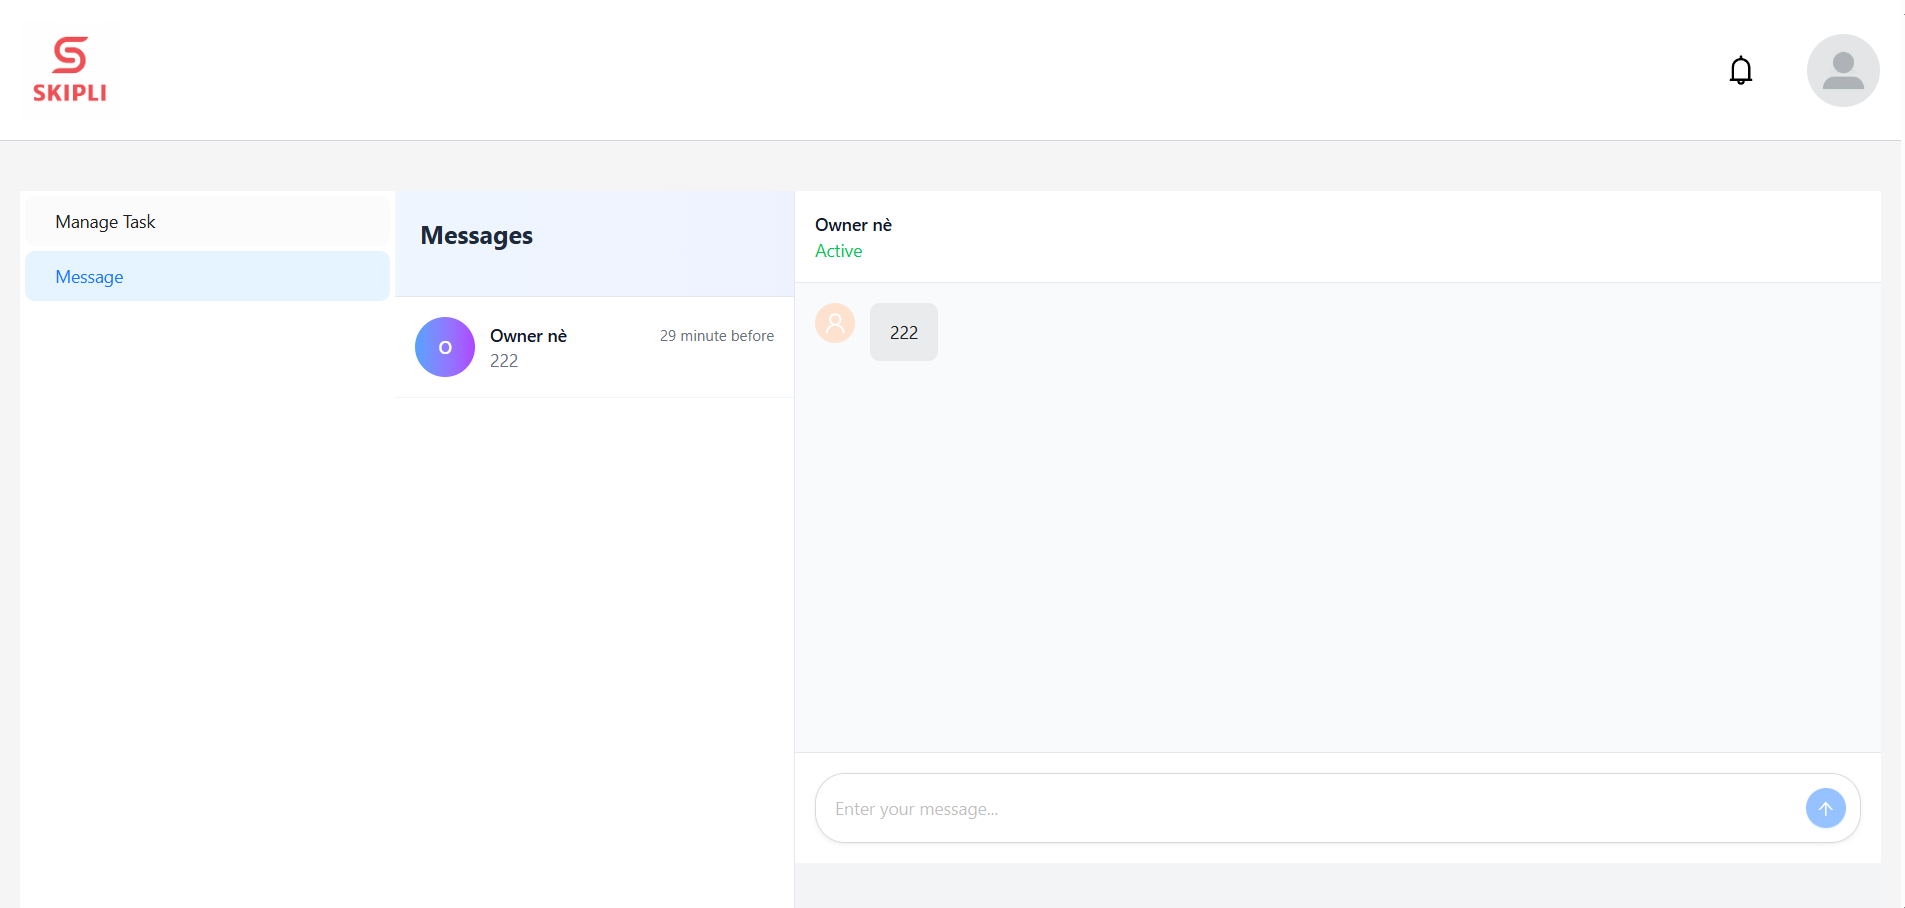 SKIPLI
Manage Task
Message
Messages
O
Owner nè
29 minute before
222
Owner nè
Active
222
Enter your message...